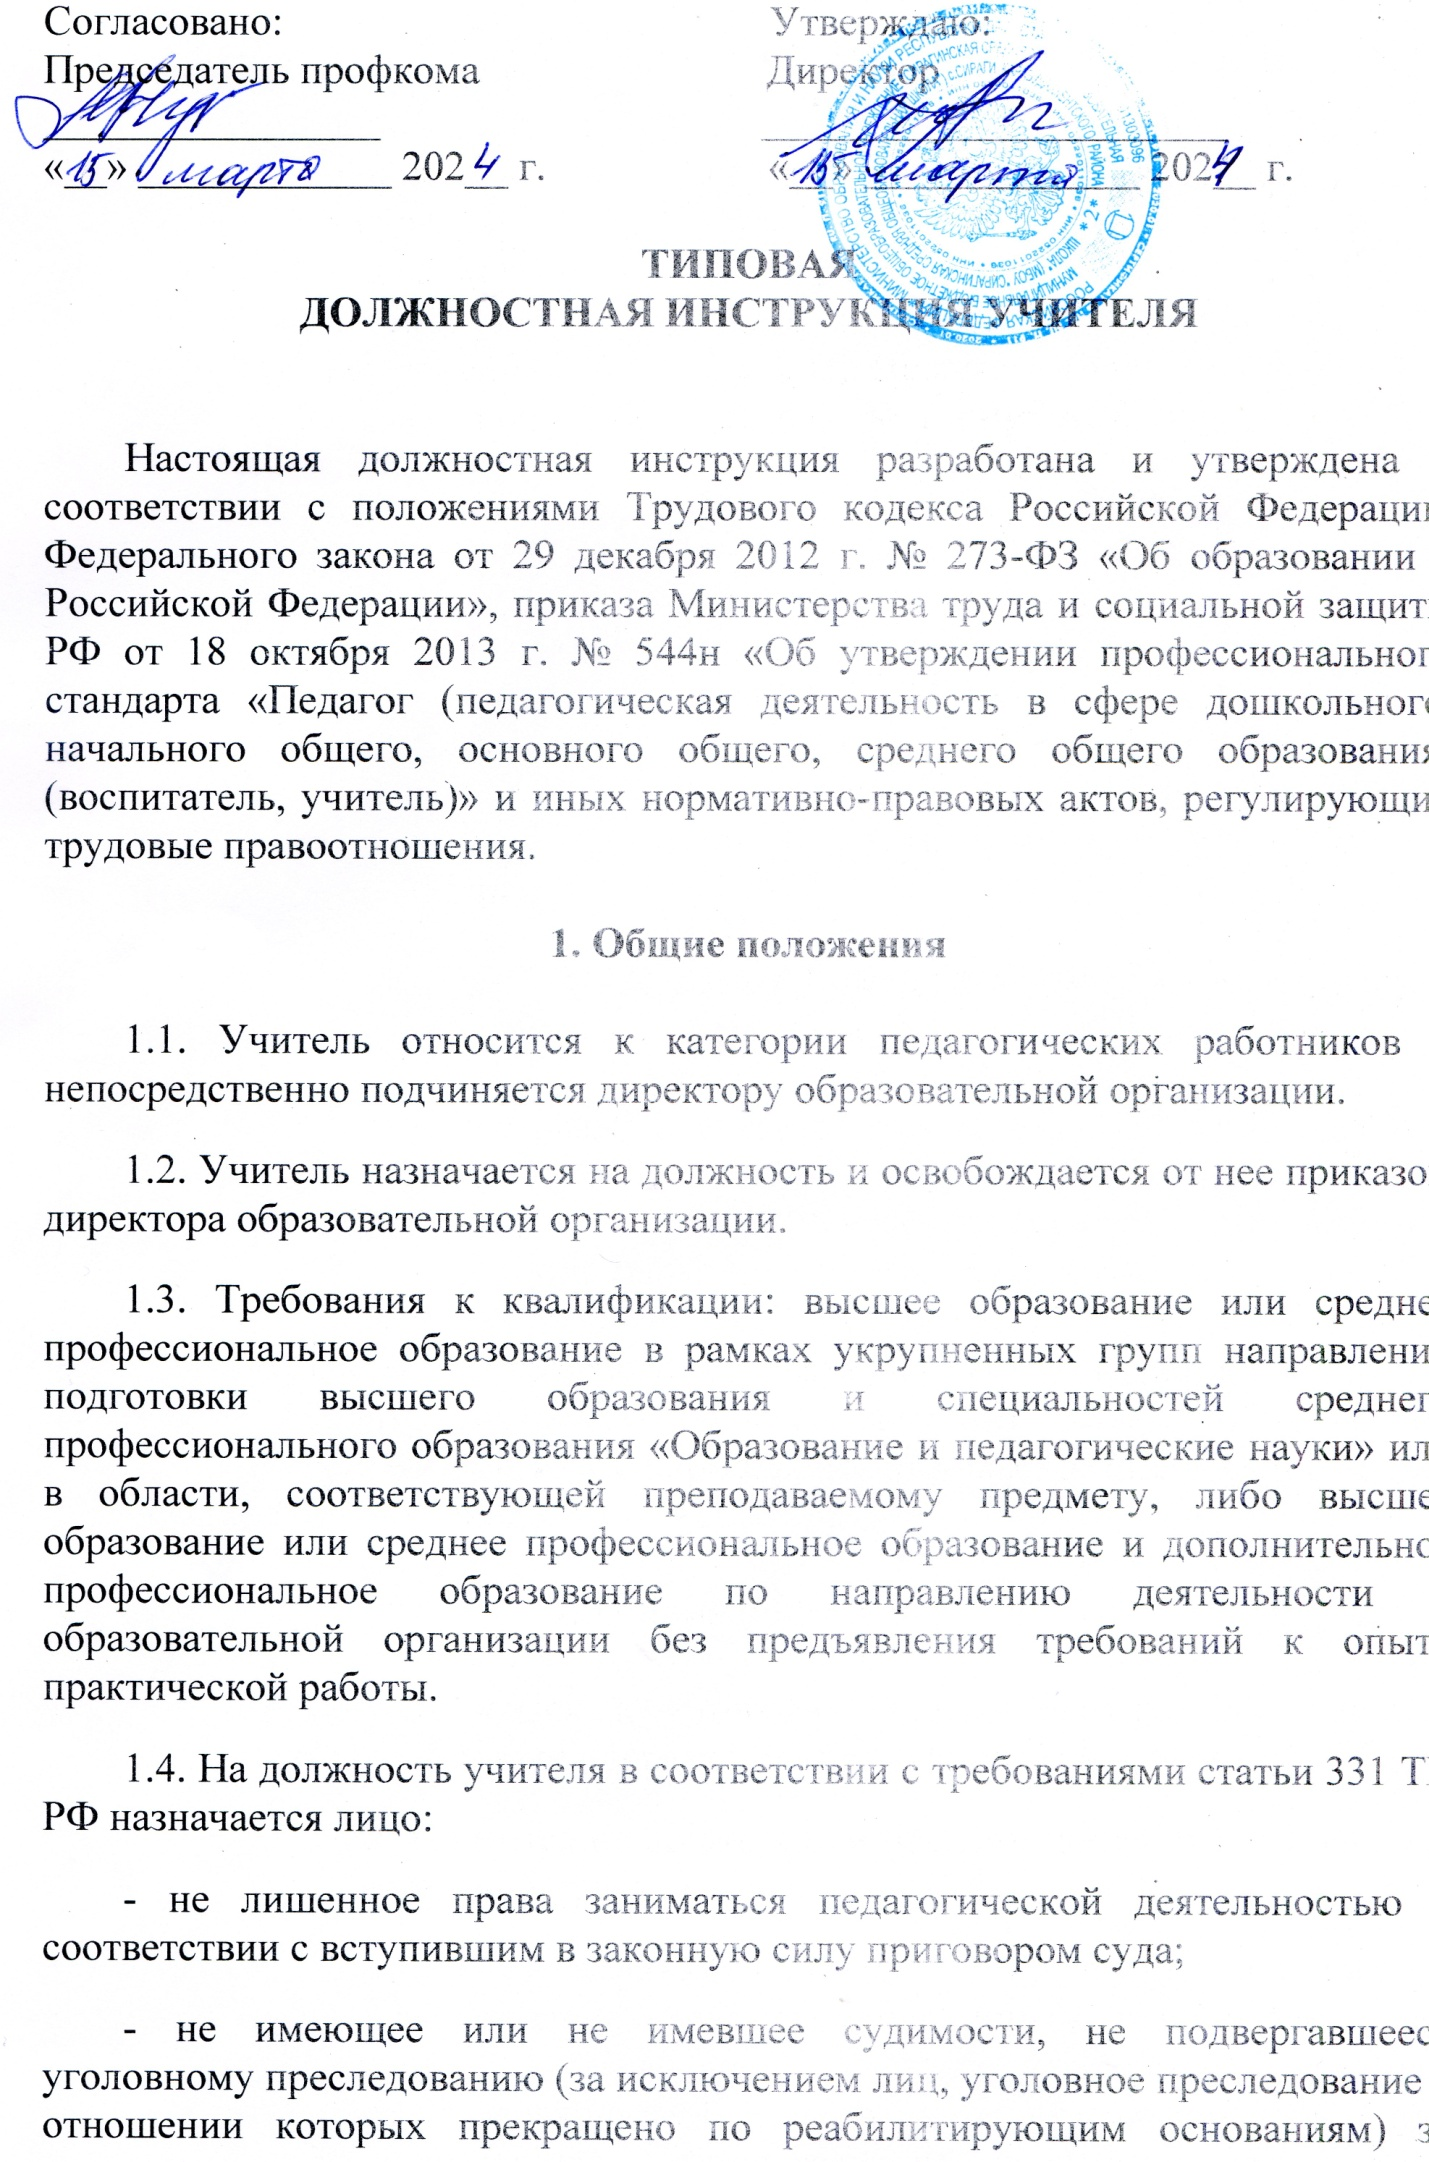 Согласовано: Утверждаю:
Председатель профкома Директор
«15» марта 2024 г. «15» марта 2024 г.
ТИПОВАЯ
ДОЛЖНОСТНАЯ ИНСТРУКЦИЯ УЧИТЕЛЯ
Настоящая должностная инструкция разработана и утверждена
соответствии с положениями Трудового кодекса Российской Федераци
Федерального закона от 29 декабря 2012 г. № 273-ФЗ «Об образовании
Российской Федерации», приказа Министерства труда и социальной защит
РФ от 18 октября 2013 г. № 544н «Об утверждении профессиональног
стандарта «Педагог (педагогическая деятельность в сфере дошкольног
начального общего, основного общего, среднего общего образования
(воспитатель, учитель)» и иных нормативно-правовых актов, регулирующи
трудовые правоотношения.
1. Общие положения
1.1. Учитель относится к категории педагогических работников
непосредственно подчиняется директору образовательной организации.
1.2. Учитель назначается на должность и освобождается от нее приказо
директора образовательной организации.
1.3. Требования к квалификации: высшее образование или средне
профессиональное образование в рамках укрупненных групп направлени
подготовки высшего образования и специальностей среднег
профессионального образования «Образование и педагогические науки» ил
в области, соответствующей преподаваемому предмету, либо высше
образование или среднее профессиональное образование и дополнительно
профессиональное образование по направлению деятельности
образовательной организации без предъявления требований к опыт
практической работы.
1.4. На должность учителя в соответствии с требованиями статьи 331 Т
РФ назначается лицо:
- не лишенное права заниматься педагогической деятельностью
соответствии с вступившим в законную силу приговором суда;
- не имеющее или не имевшее судимости, не подвергавшеес
уголовному преследованию (за исключением лиц, уголовное преследование
отношении которых прекращено по реабилитирующим основаниям) з